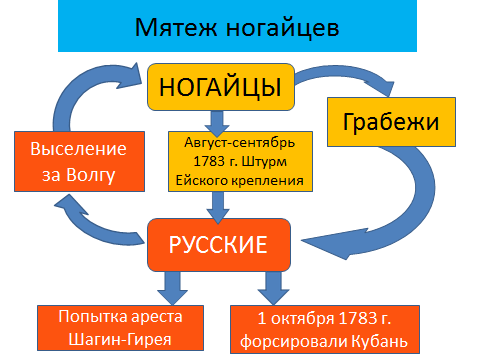 Мятеж ногайцев
НОГАЙЦЫ
Грабежи
Выселение
за Волгу
Август-сентябрь
1783 г. Штурм
Ейского крепления
РУССКИЕ
Попытка ареста
Шагин-Гирея
1 октября 1783 г.
форсировали Кубань